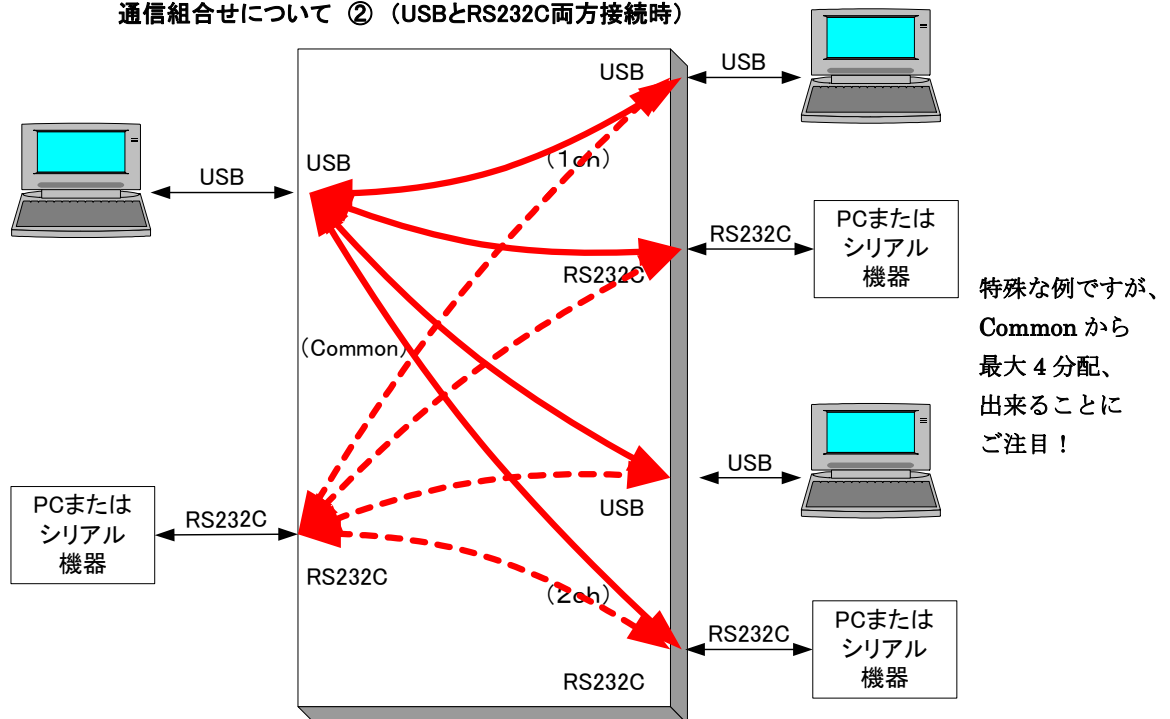 通信組合せについて ② (USBとRS232C両方接続時)
USB
USB
(1ch)
USB
USB
PCまたは
シリアル
機器
RS232C
RS232C
特殊な例ですが、
Common から
最大 4 分配、
出来ることに
ご注目！
(Common)
USB
USB
PCまたは
シリアル
機器
RS232C
RS232C
(2ch)
PCまたは
シリアル
機器
RS232C
RS232C